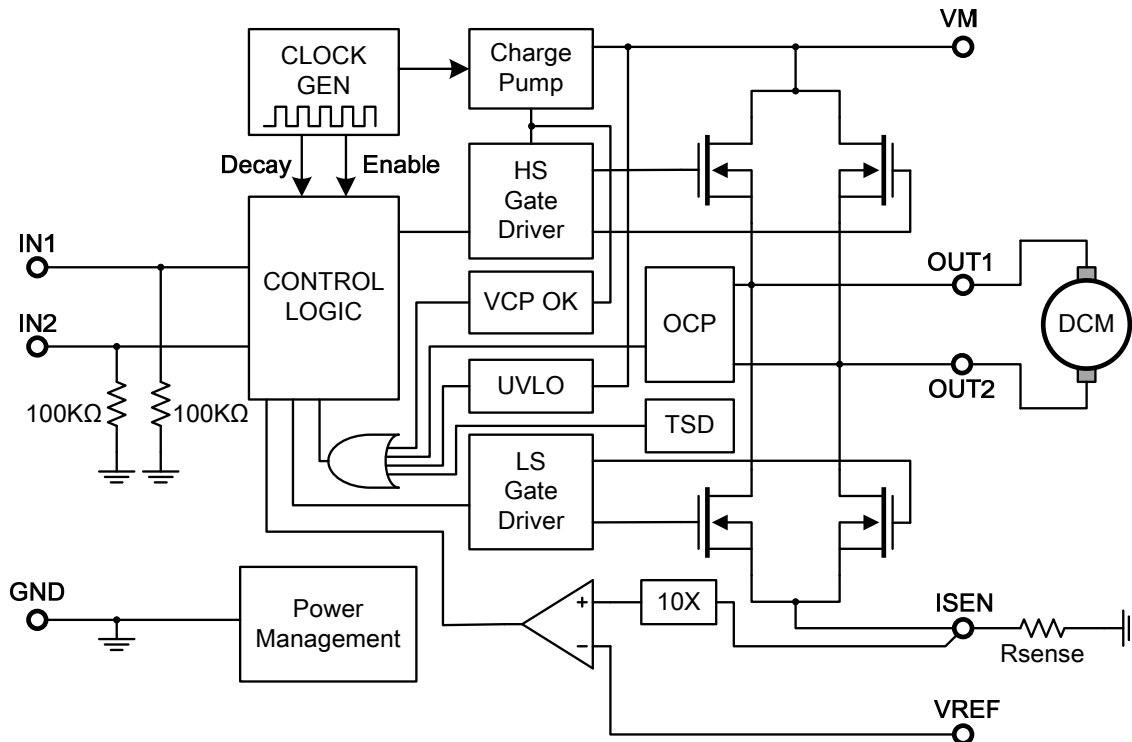 VM
CLOCK
GEN
Charge
Pump
Decay
Enable
HS
Gate
Driver
IN1
IN2
CONTROL
LOGIC
VCP OK
OCP
UVLO
TSD
OUT1
OUT2
DCM
100KΩ
100KΩ
LS
Gate
Driver
GND
Power
Management
+
−
10X
ISEN
Rsense
VREF